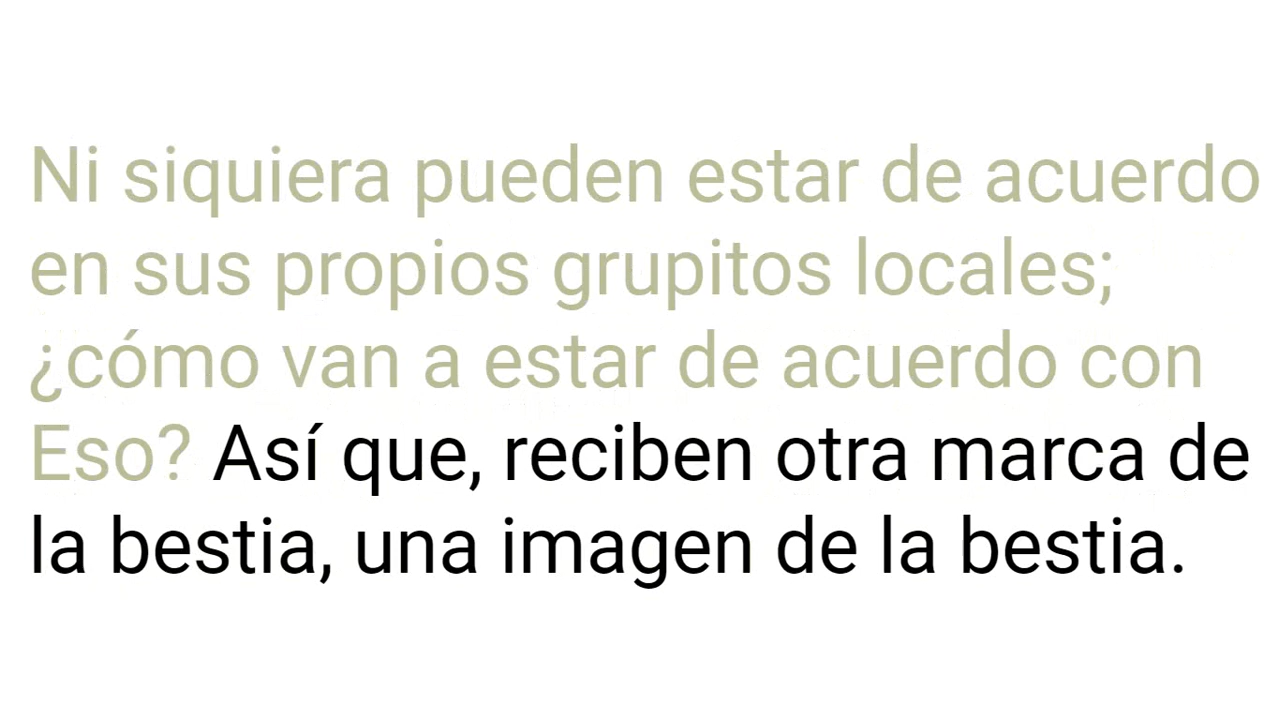 Ni siquiera pueden estar de acuerdo
en sus propios grupitos locales;
¿cómo van a estar de acuerdo con
Eso? Así que, reciben otra marca de
la bestia, una imagen de la bestia.